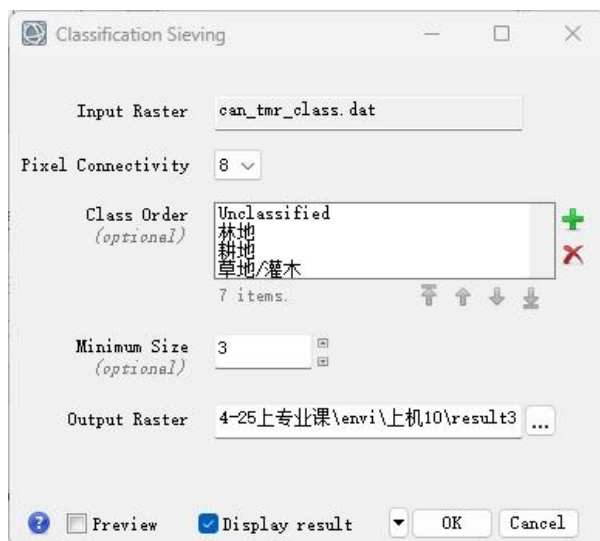 Classification Sieving
Input Raster can_tmr_class.dat
Pixel Connectivity 8
Class Order
(optional)
Unclassified
林地
耕地
草地/灌木
7 items.
Minimum Size 3
(optional)
Output Raster 4-25上专业课\envi\上机10\result3 ...
? Preview Display result OK Cancel